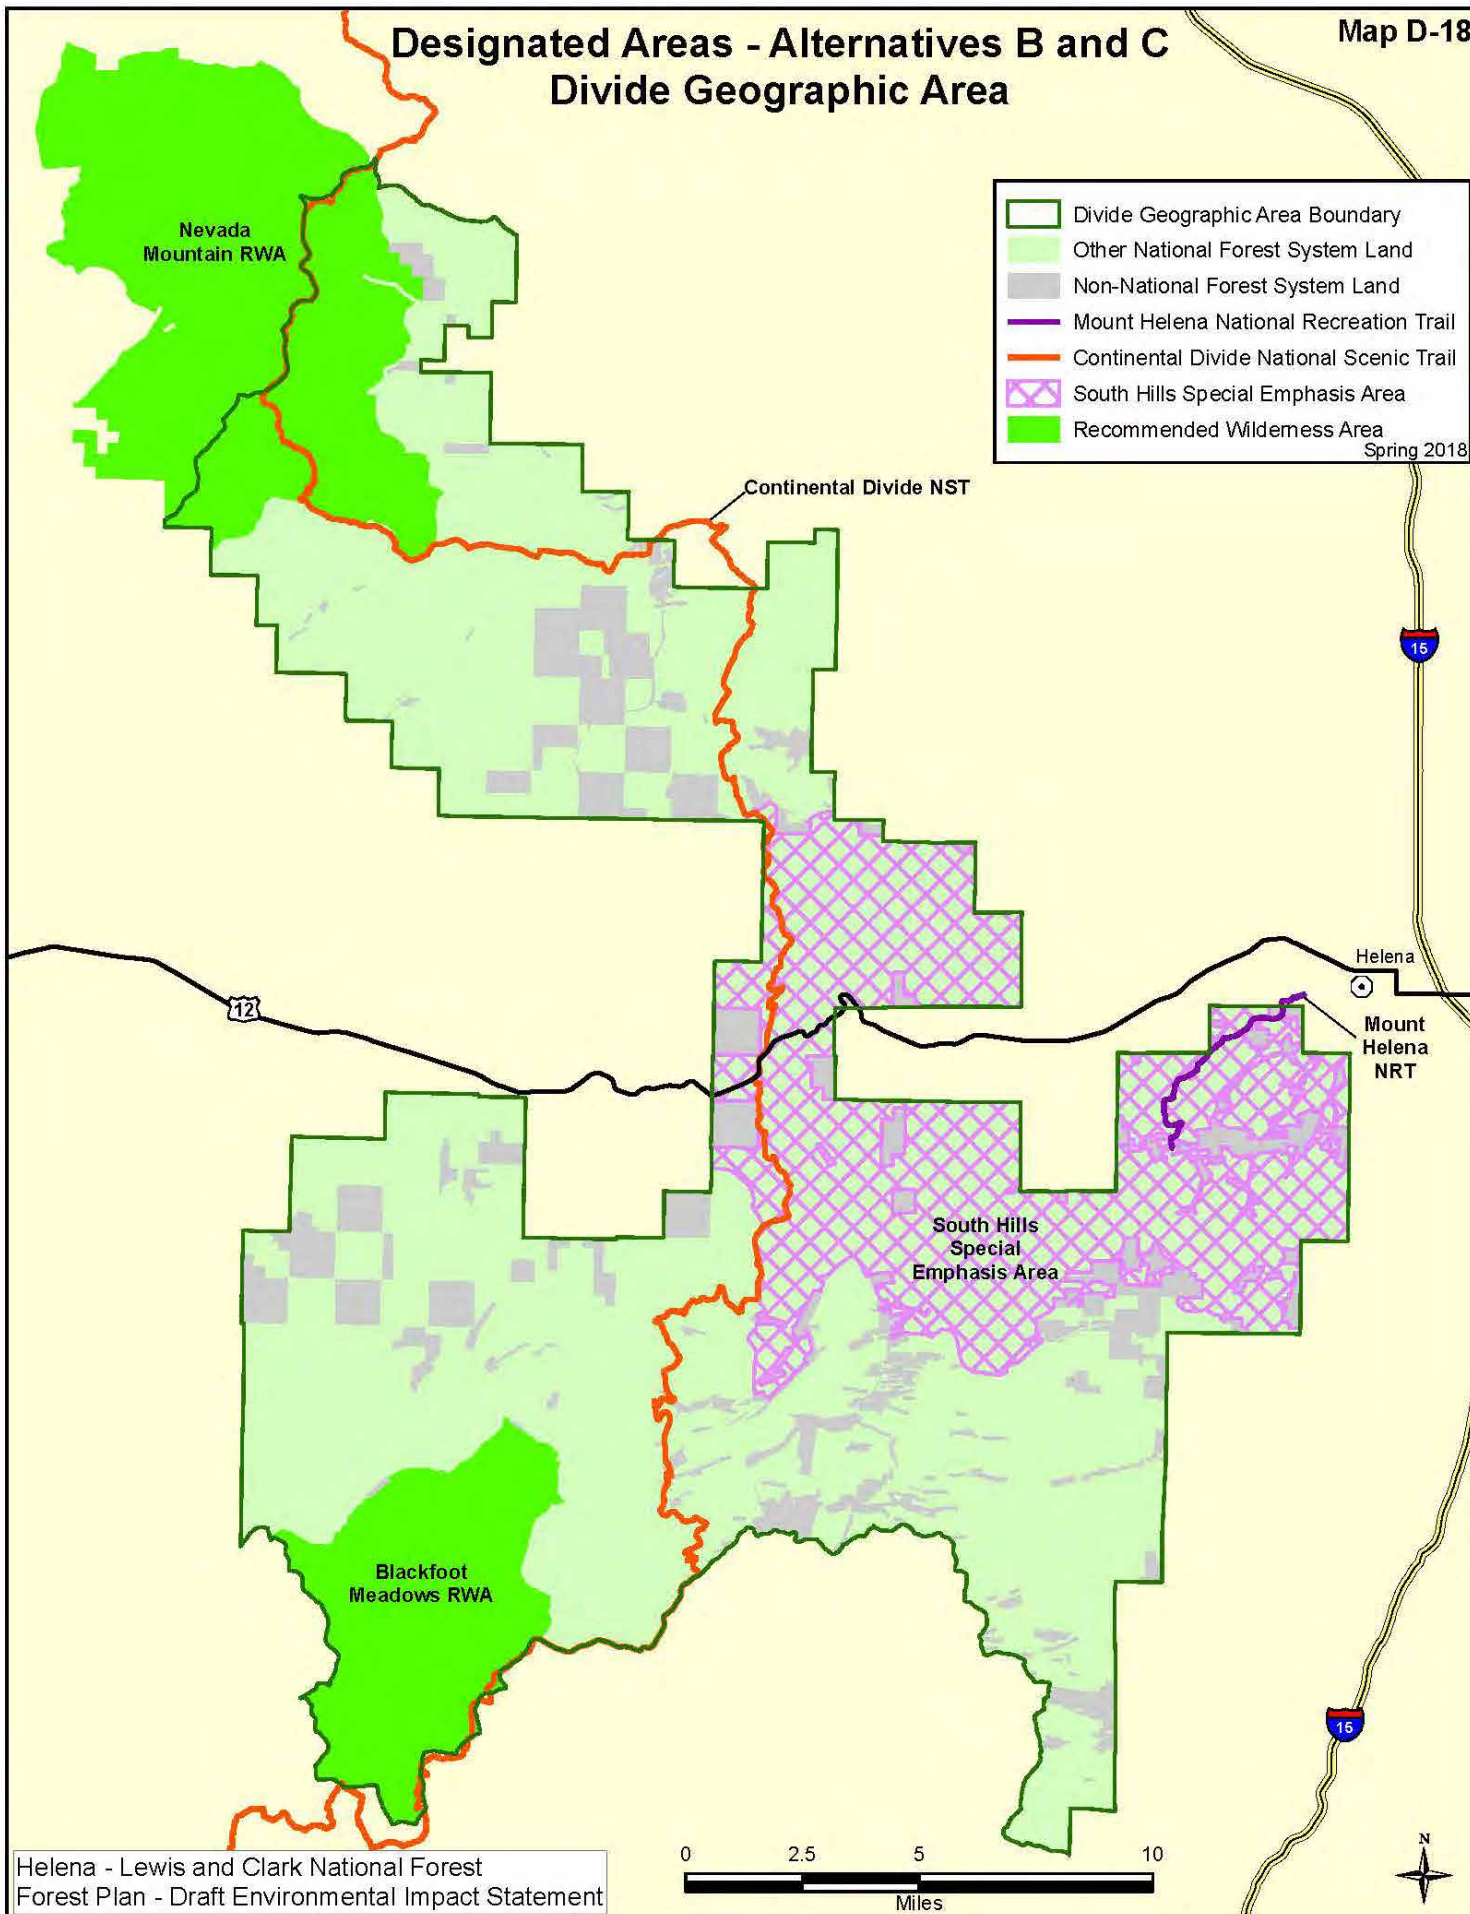 Map D-18
Designated Areas - Alternatives B and C
Divide Geographic Area
Divide Geographic Area Boundary
Other National Forest System Land
Non-National Forest System Land
Mount Helena National Recreation Trail
Continental Divide National Scenic Trail
South Hills Special Emphasis Area
Recommended Wilderness Area
Spring 2018
Nevada
Mountain RWA
Continental Divide NST
15
Helena
12
Mount
Helena
NRT
South Hills
Special
Emphasis Area
Blackfoot
Meadows RWA
15
N
0 2.5 5 10
Miles
Helena - Lewis and Clark National Forest
Forest Plan - Draft Environmental Impact Statement